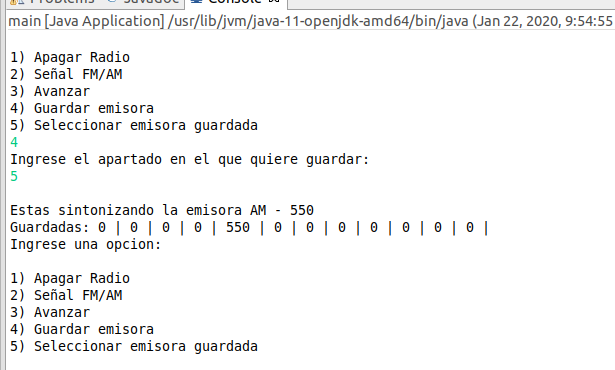 Problems Javadoc Console
main [Java Application] /usr/lib/jvm/java-11-openjdk-amd64/bin/java (Jan 22, 2020, 9:54:55
1) Apagar Radio
2) Señal FM/AM
3) Avanzar
4) Guardar emisora
5) Seleccionar emisora guardada
4
Ingrese el apartado en el que quiere guardar:
5
Estas sintonizando la emisora AM - 550
Guardadas: 0 | 0 | 0 | 0 | 550 | 0 | 0 | 0 | 0 | 0 | 0 | 0 |
Ingrese una opcion:
1) Apagar Radio
2) Señal FM/AM
3) Avanzar
4) Guardar emisora
5) Seleccionar emisora guardada